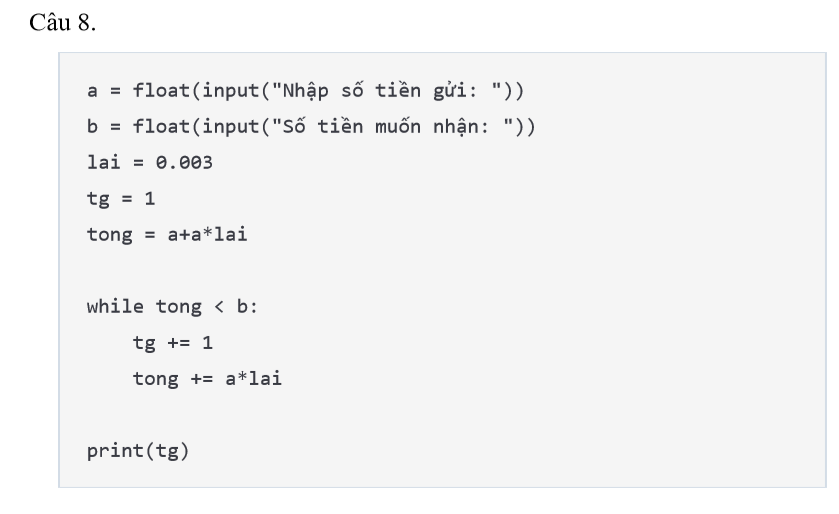 Câu 8.
a = float(input("Nhập số tiền gửi: "))
b = float(input("Số tiền muốn nhận: "))
lai = 0.003
tg = 1
tong = a+a*lai
while tong < b:
    tg += 1
    tong += a*lai
print(tg)